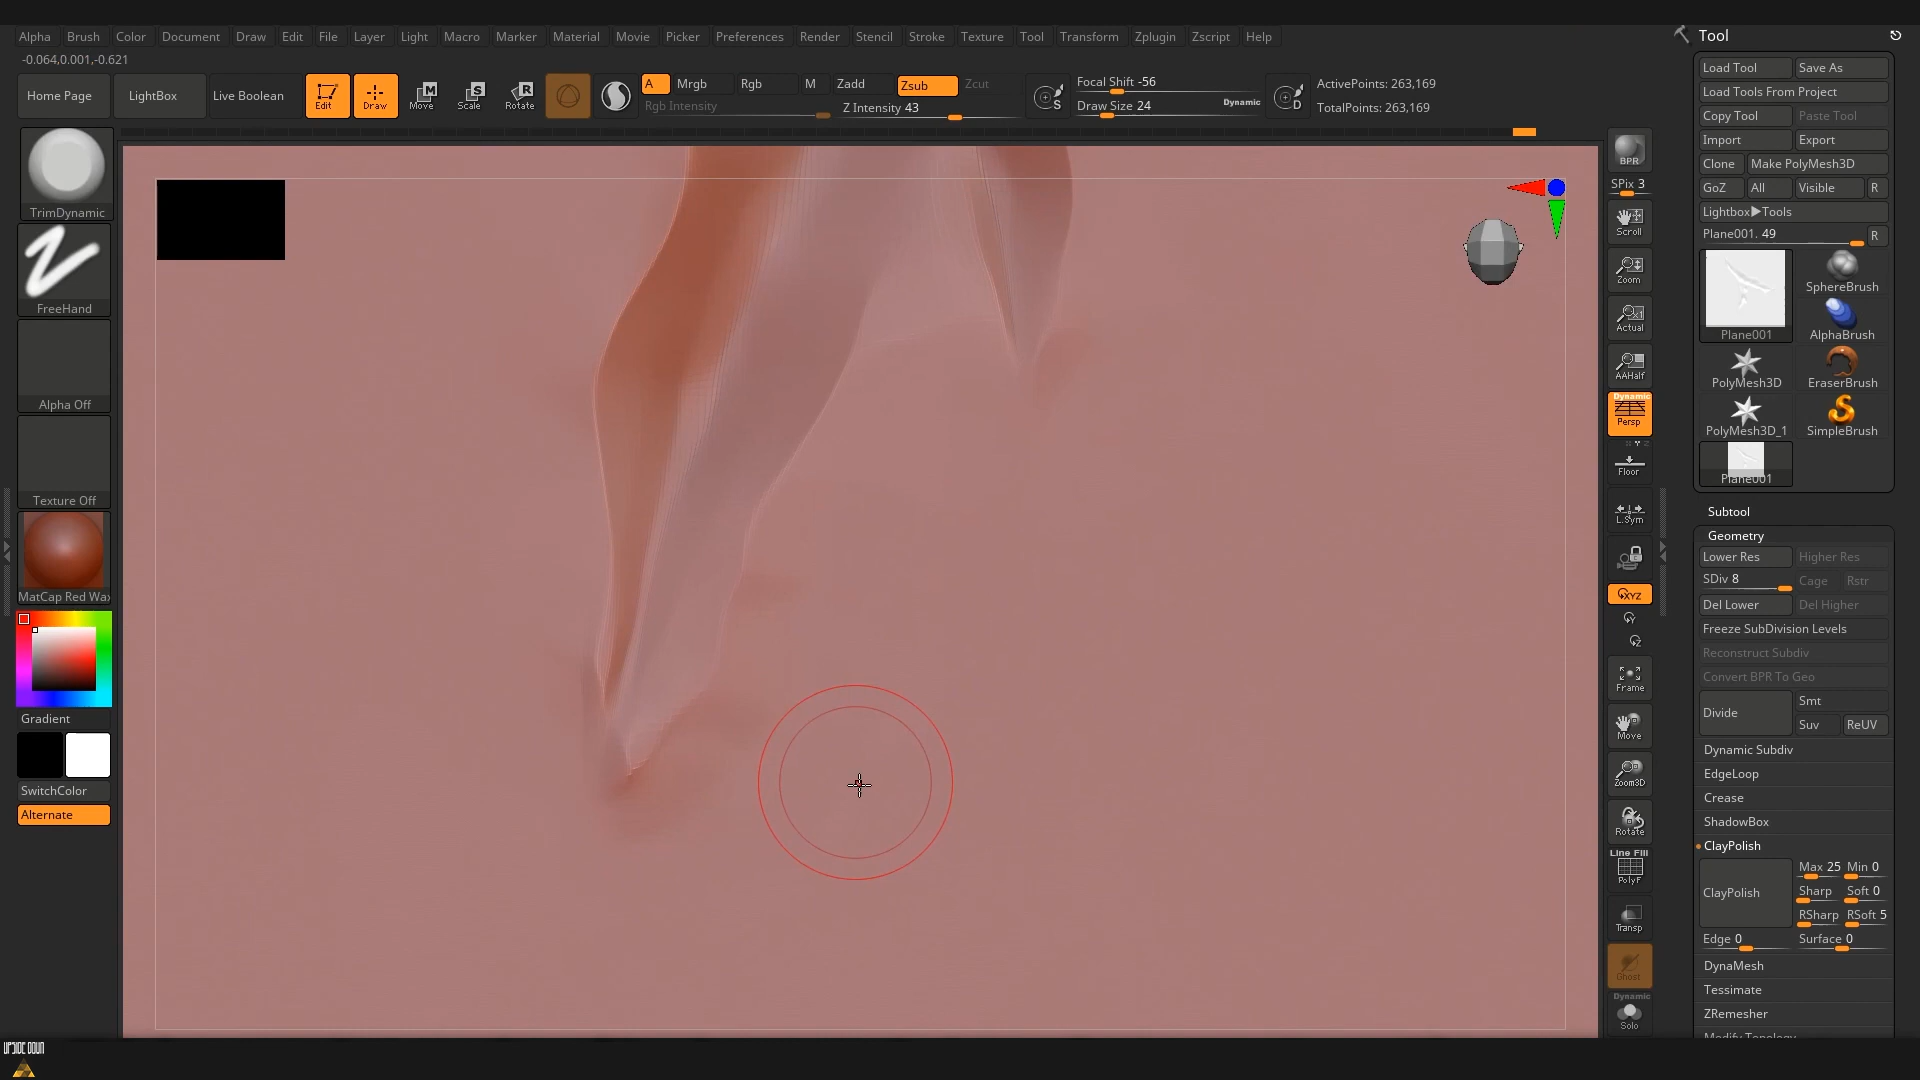 Alpha Brush Color Document Draw Edit File Layer Light Macro Marker Material Movie Picker Preferences Render Stencil Stroke Texture Tool Transform Zplugin Zscript Help
Tool
-0.064,0.001,-0.621
Home Page LightBox Live Boolean Edit Draw Move Scale Rotate
A Mrgb Rgb M Zadd Zsub Zcut
Rgb Intensity Z Intensity 43
Focal Shift -56
Draw Size 24 Dynamic
ActivePoints: 263,169
TotalPoints: 263,169
TrimDynamic
FreeHand
Alpha Off
Texture Off
MatCap Red Wax
Gradient
SwitchColor
Alternate
BPR
SPix 3
Scroll
Zoom
Actual
AAHalf
Dynamic
Persp
Floor
L.Sym
XYZ
Frame
Move
Zoom3D
Rotate
Line Fill
PolyF
Transp
Ghost
Dynamic
Solo
Load Tool Save As
Load Tools From Project
Copy Tool Paste Tool
Import Export
Clone Make PolyMesh3D
GoZ All Visible R
Lightbox▶Tools
Plane001. 49 R
Plane001
SphereBrush
AlphaBrush
PolyMesh3D EraserBrush
PolyMesh3D_1 SimpleBrush
Plane001
Subtool
Geometry
Lower Res Higher Res
SDiv 8 Cage Rstr
Del Lower Del Higher
Freeze SubDivision Levels
Reconstruct Subdiv
Convert BPR To Geo
Divide Smt
Suv ReUV
Dynamic Subdiv
EdgeLoop
Crease
ShadowBox
ClayPolish
ClayPolish
Max 25 Min 0
Sharp Soft 0
RSharp RSoft 5
Edge 0 Surface 0
DynaMesh
Tessimate
ZRemesher
Modify Topology
UPSIDE DOWN